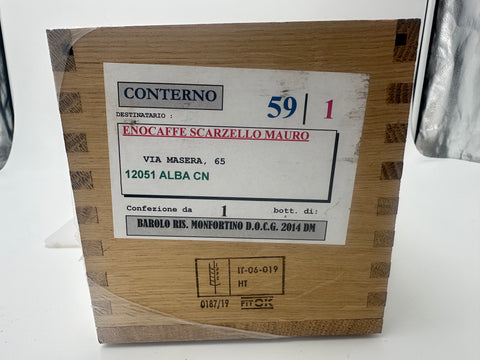 CONTERNO 59 | 1
DESTINATARIO :
ENOCAFFE SCARZELLO MAURO
VIA MASERA, 65
12051 ALBA CN
Confezione da 1 bott. di:
BAROLO RIS. MONFORTINO D.O.C.G. 2014 DM
IT-06-019
HT
0187/19 FITOK